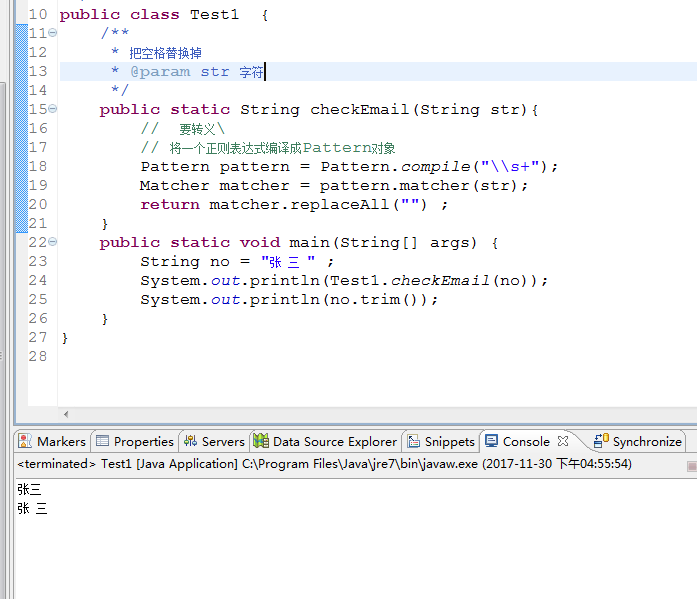 10 public class Test1  {
11     /**
12      * 把空格替换掉
13      * @param str 字符
14      */
15     public static String checkEmail(String str){
16         //  要转义\
17         // 将一个正则表达式编译成Pattern对象
18         Pattern pattern = Pattern.compile("\\s+");
19         Matcher matcher = pattern.matcher(str);
20         return matcher.replaceAll("") ;
21     }
22     public static void main(String[] args) {
23         String no = "张 三 " ;
24         System.out.println(Test1.checkEmail(no));
25         System.out.println(no.trim());
26     }
27 }
28
Markers Properties Servers Data Source Explorer Snippets Console Synchronize
<terminated> Test1 [Java Application] C:\Program Files\Java\jre7\bin\javaw.exe (2017-11-30 下午04:55:54)
张三
张 三